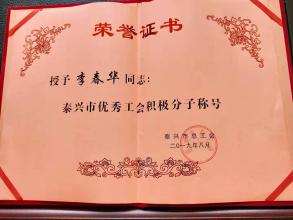 荣誉证书
授予李春华同志:
泰兴市优秀工会积极分子称号
泰兴市总工会
二〇一九年八月